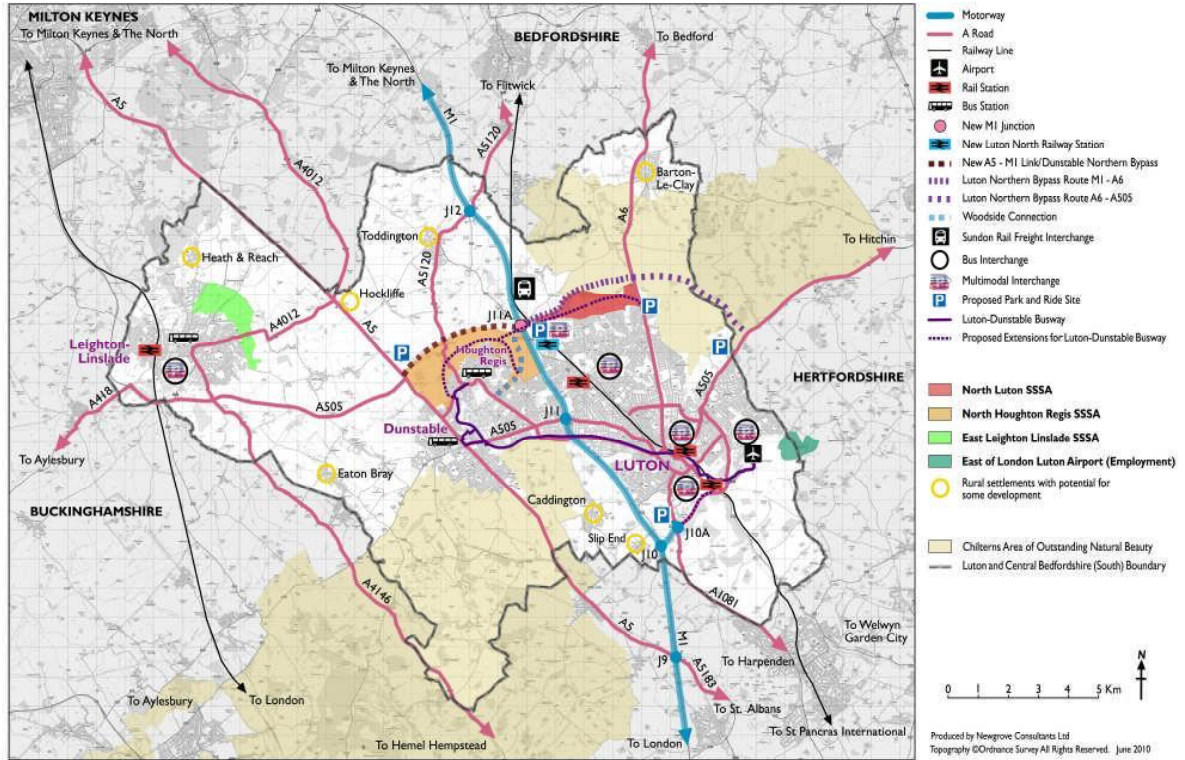 MILTON KEYNES
To Milton Keynes & The North
BEDFORDSHIRE
To Bedford
To Milton Keynes
& The North
To Flitwick
A5
M1
A5120
A4012
Barton-
Le-Clay
J12
A6
Toddington
To Hitchin
Heath & Reach
A5120
Hockliffe
J11A
A4012
A5
P
P
P
Houghton
Regis
Leighton-
Linslade
P
P
A505
HERTFORDSHIRE
A418
A505
J11
Dunstable
A505
To Aylesbury
LUTON
Eaton Bray
Caddington
BUCKINGHAMSHIRE
P
J10A
Slip End
J10
A4146
A1081
A5
M1
To Welwyn
Garden City
J9
A5183
To Harpenden
To Aylesbury
To London
To St. Albans
To St Pancras International
To Hemel Hempstead
To London
Motorway
A Road
Railway Line
Airport
Rail Station
Bus Station
New M1 Junction
New Luton North Railway Station
New A5 - M1 Link/Dunstable Northern Bypass
Luton Northern Bypass Route M1 - A6
Luton Northern Bypass Route A6 - A505
Woodside Connection
Sundon Rail Freight Interchange
Bus Interchange
Multimodal Interchange
P Proposed Park and Ride Site
Luton-Dunstable Busway
Proposed Extensions for Luton-Dunstable Busway
North Luton SSSA
North Houghton Regis SSSA
East Leighton Linslade SSSA
East of London Luton Airport (Employment)
Rural settlements with potential for
some development
Chilterns Area of Outstanding Natural Beauty
Luton and Central Bedfordshire (South) Boundary
N
0 1 2 3 4 5 Km
Produced by Newgrove Consultants Ltd
Topography ©Ordnance Survey All Rights Reserved. June 2010